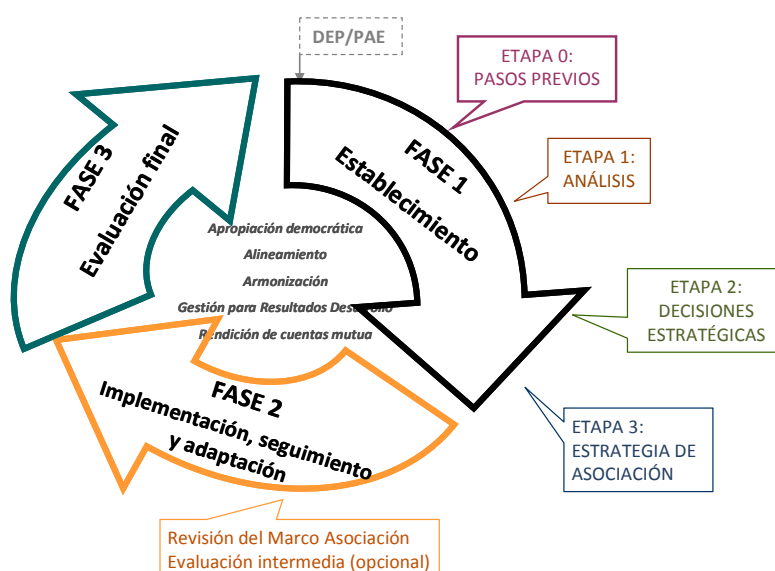 DEP/PAE
ETAPA 0:
PASOS PREVIOS
FASE 1
Establecimiento
ETAPA 1:
ANÁLISIS
FASE 3
Evaluación final
Apropiación democrática
Alineamiento
Armonización
Gestión para Resultados Desarrollo
Rendición de cuentas mutua
ETAPA 2:
DECISIONES
ESTRATÉGICAS
FASE 2
Implementación, seguimiento
y adaptación
ETAPA 3:
ESTRATEGIA DE
ASOCIACIÓN
Revisión del Marco Asociación
Evaluación intermedia (opcional)